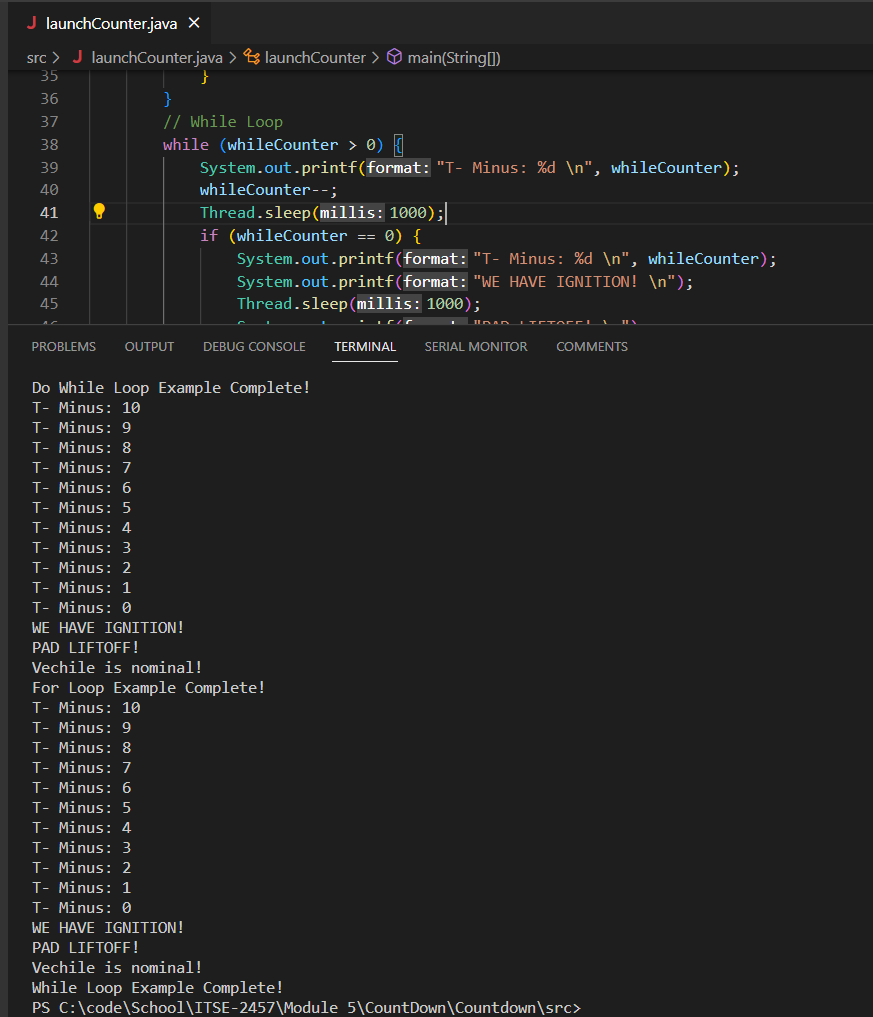 J launchCounter.java ×
src > J launchCounter.java > launchCounter > main(String[])
35 }
36 }
37 // While Loop
38 while (whileCounter > 0) {
39 System.out.printf(format: "T- Minus: %d \n", whileCounter);
40 whileCounter--;
41 Thread.sleep(millis: 1000);
42 if (whileCounter == 0) {
43 System.out.printf(format: "T- Minus: %d \n", whileCounter);
44 System.out.printf(format: "WE HAVE IGNITION! \n");
45 Thread.sleep(millis: 1000);
PROBLEMS OUTPUT DEBUG CONSOLE TERMINAL SERIAL MONITOR COMMENTS
Do While Loop Example Complete!
T- Minus: 10
T- Minus: 9
T- Minus: 8
T- Minus: 7
T- Minus: 6
T- Minus: 5
T- Minus: 4
T- Minus: 3
T- Minus: 2
T- Minus: 1
T- Minus: 0
WE HAVE IGNITION!
PAD LIFTOFF!
Vechile is nominal!
For Loop Example Complete!
T- Minus: 10
T- Minus: 9
T- Minus: 8
T- Minus: 7
T- Minus: 6
T- Minus: 5
T- Minus: 4
T- Minus: 3
T- Minus: 2
T- Minus: 1
T- Minus: 0
WE HAVE IGNITION!
PAD LIFTOFF!
Vechile is nominal!
While Loop Example Complete!
PS C:\code\School\ITSE-2457\Module 5\CountDown\Countdown\src>